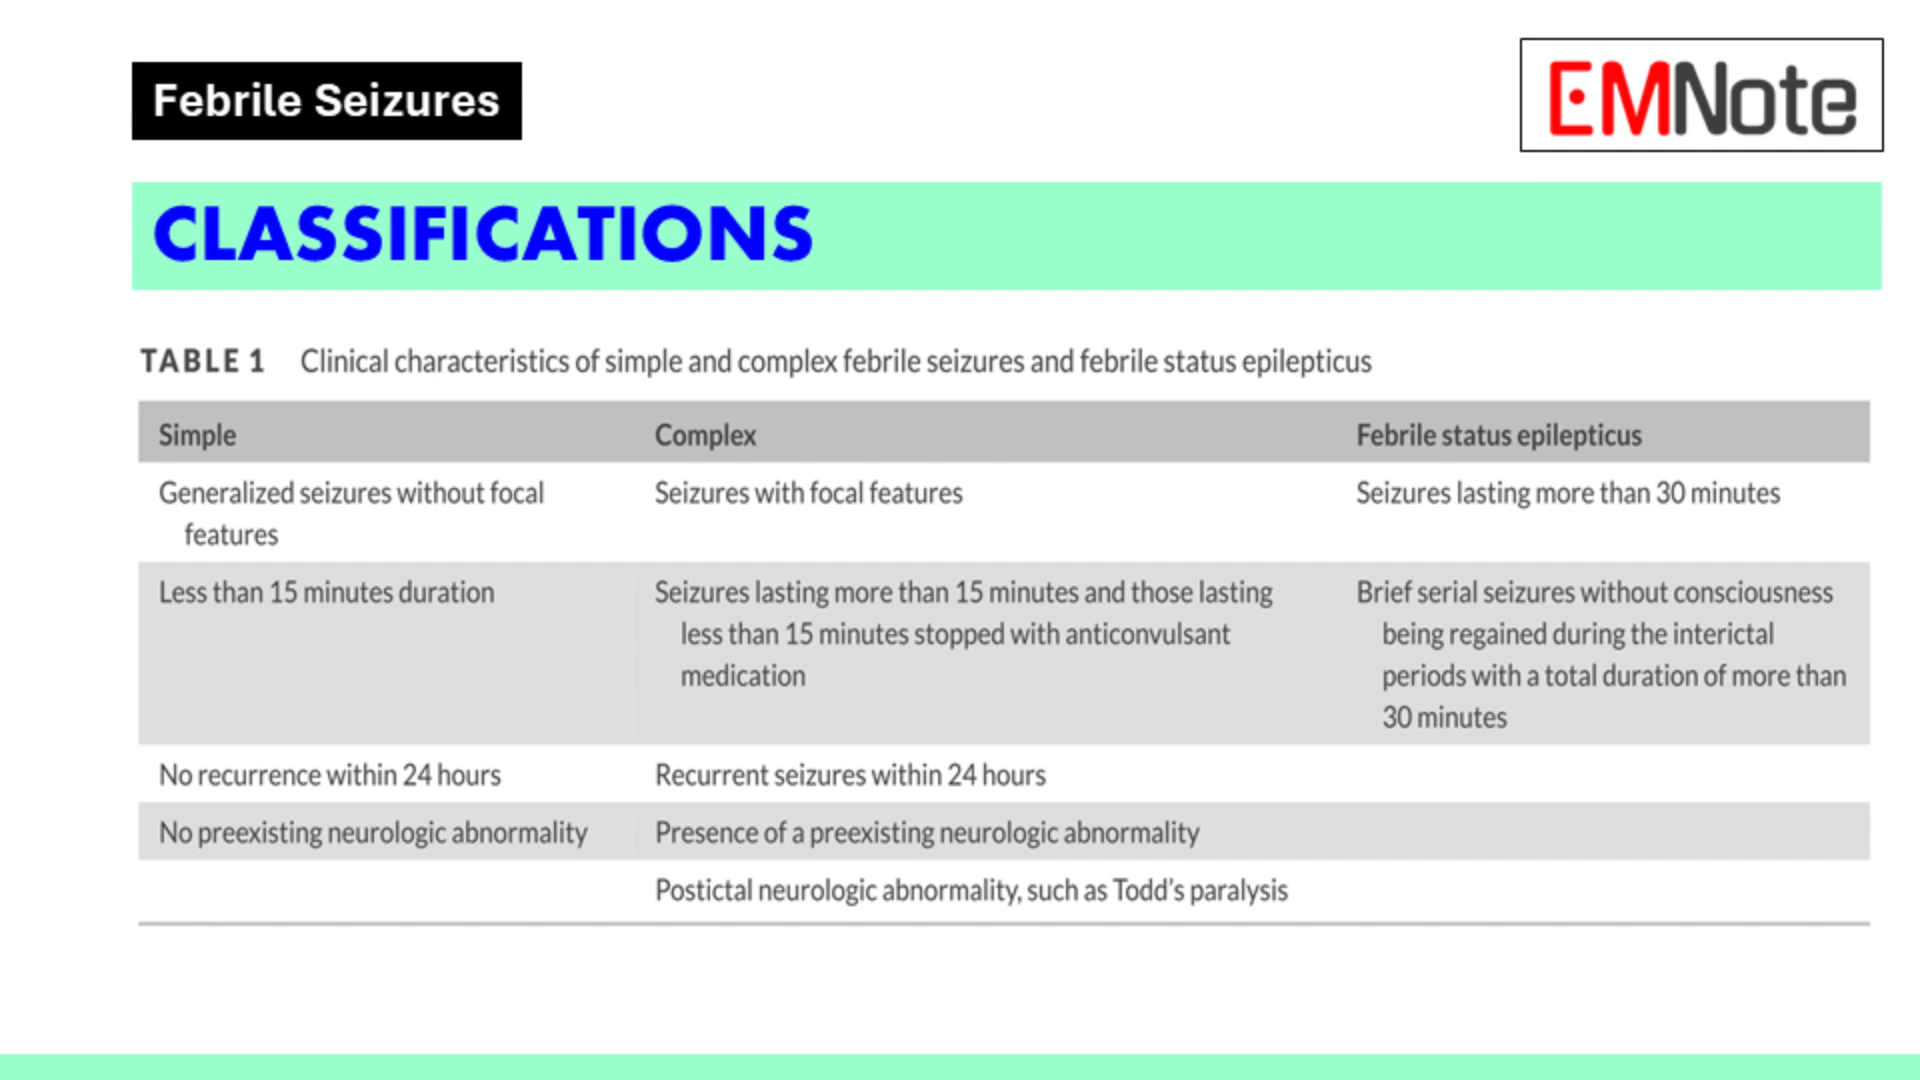 Febrile Seizures
EMNote
CLASSIFICATIONS
TABLE 1 Clinical characteristics of simple and complex febrile seizures and febrile status epilepticus
Simple Complex Febrile status epilepticus
Generalized seizures without focal
features
Seizures with focal features
Seizures lasting more than 30 minutes
Less than 15 minutes duration
Seizures lasting more than 15 minutes and those lasting
less than 15 minutes stopped with anticonvulsant
medication
Brief serial seizures without consciousness
being regained during the interictal
periods with a total duration of more than
30 minutes
No recurrence within 24 hours
Recurrent seizures within 24 hours
No preexisting neurologic abnormality
Presence of a preexisting neurologic abnormality
Postictal neurologic abnormality, such as Todd’s paralysis